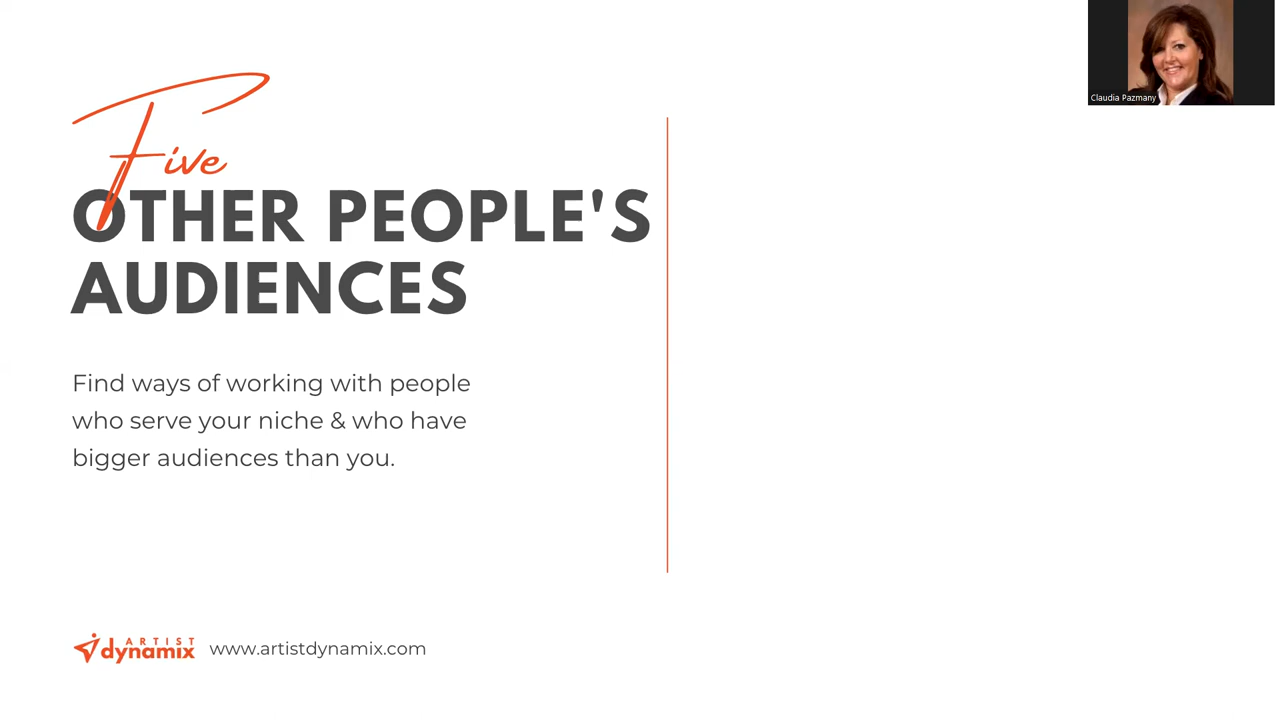 Claudia Pazmany
Five
OTHER PEOPLE'S
AUDIENCES
Find ways of working with people
who serve your niche & who have
bigger audiences than you.
ARTIST
dynamix
www.artistdynamix.com